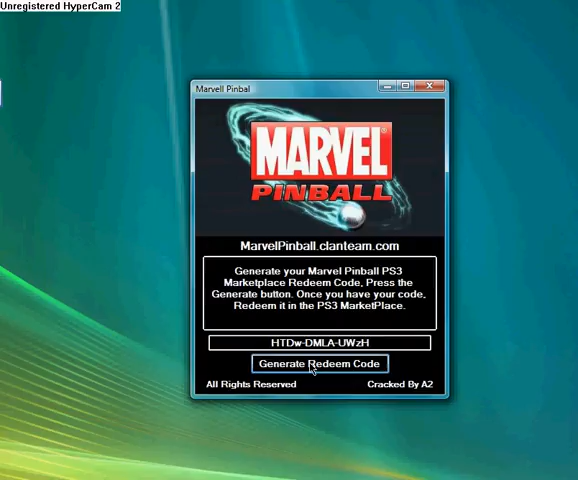 Unregistered HyperCam 2
Marvell Pinbal
MARVEL
PINBALL
MarvelPinball.clanteam.com
Generate your Marvel Pinball PS3
Marketplace Redeem Code, Press the
Generate button. Once you have your code,
Redeem it in the PS3 MarketPlace.
HTDw-DMLA-UWzH
Generate Redeem Code
All Rights Reserved
Cracked By A2